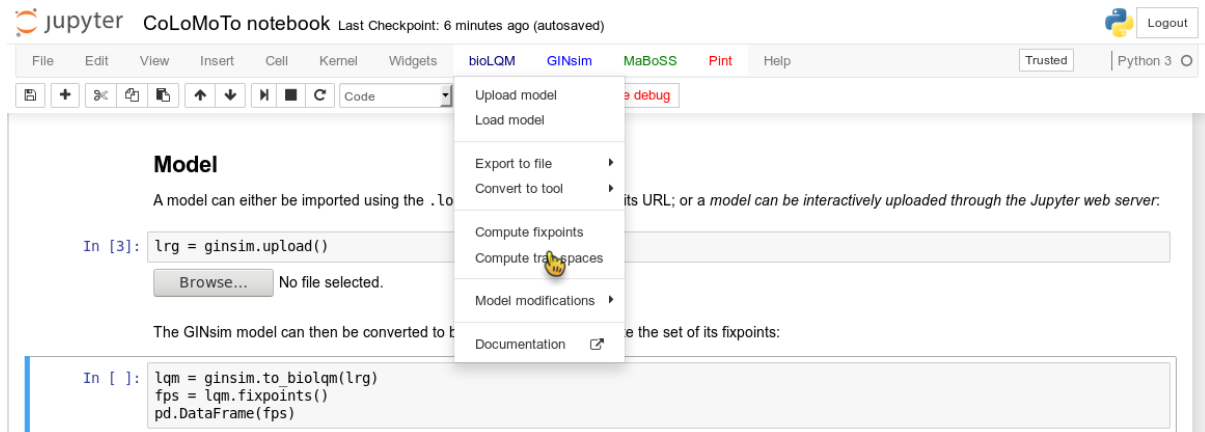 jupyter CoLoMoTo notebook Last Checkpoint: 6 minutes ago (autosaved) Logout
File Edit View Insert Cell Kernel Widgets bioLQM GINsim MaBoSS Pint Help Trusted Python 3
Code debug
Upload model
Load model
Export to file
Convert to tool
Compute fixpoints
Compute spaces
Model modifications
Documentation
Model
A model can either be imported using the .lo its URL; or a model can be interactively uploaded through the Jupyter web server:
In [3]: lrg = ginsim.upload()
Browse... No file selected.
The GINsim model can then be converted to b e the set of its fixpoints:
In [ ]: lqm = ginsim.to_biolqm(lrg)
fps = lqm.fixpoints()
pd.DataFrame(fps)